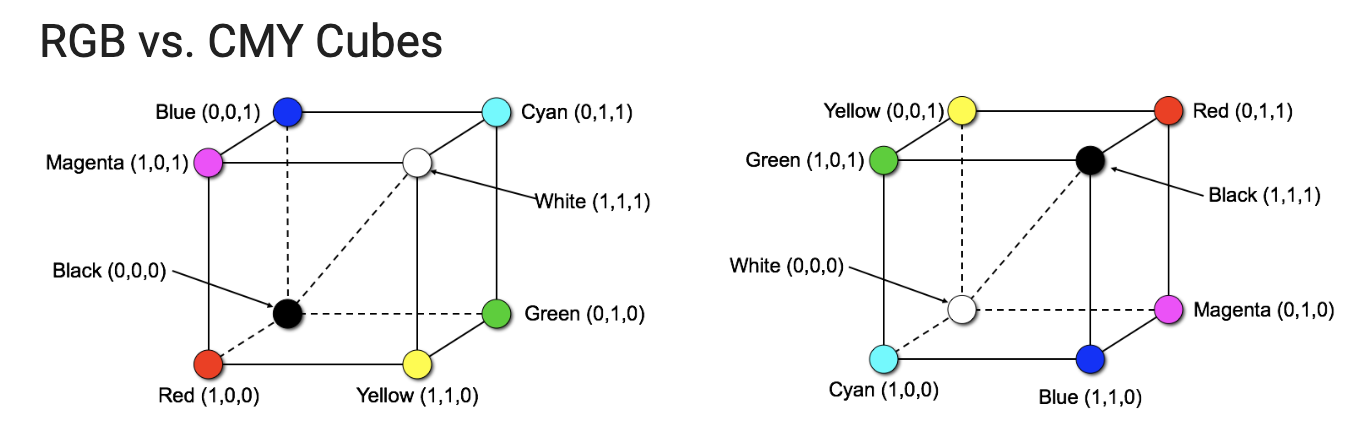 RGB vs. CMY Cubes
Blue (0,0,1)
Cyan (0,1,1)
Magenta (1,0,1)
White (1,1,1)
Black (0,0,0)
Green (0,1,0)
Red (1,0,0)
Yellow (1,1,0)
Yellow (0,0,1)
Red (0,1,1)
Green (1,0,1)
Black (1,1,1)
White (0,0,0)
Magenta (0,1,0)
Cyan (1,0,0)
Blue (1,1,0)